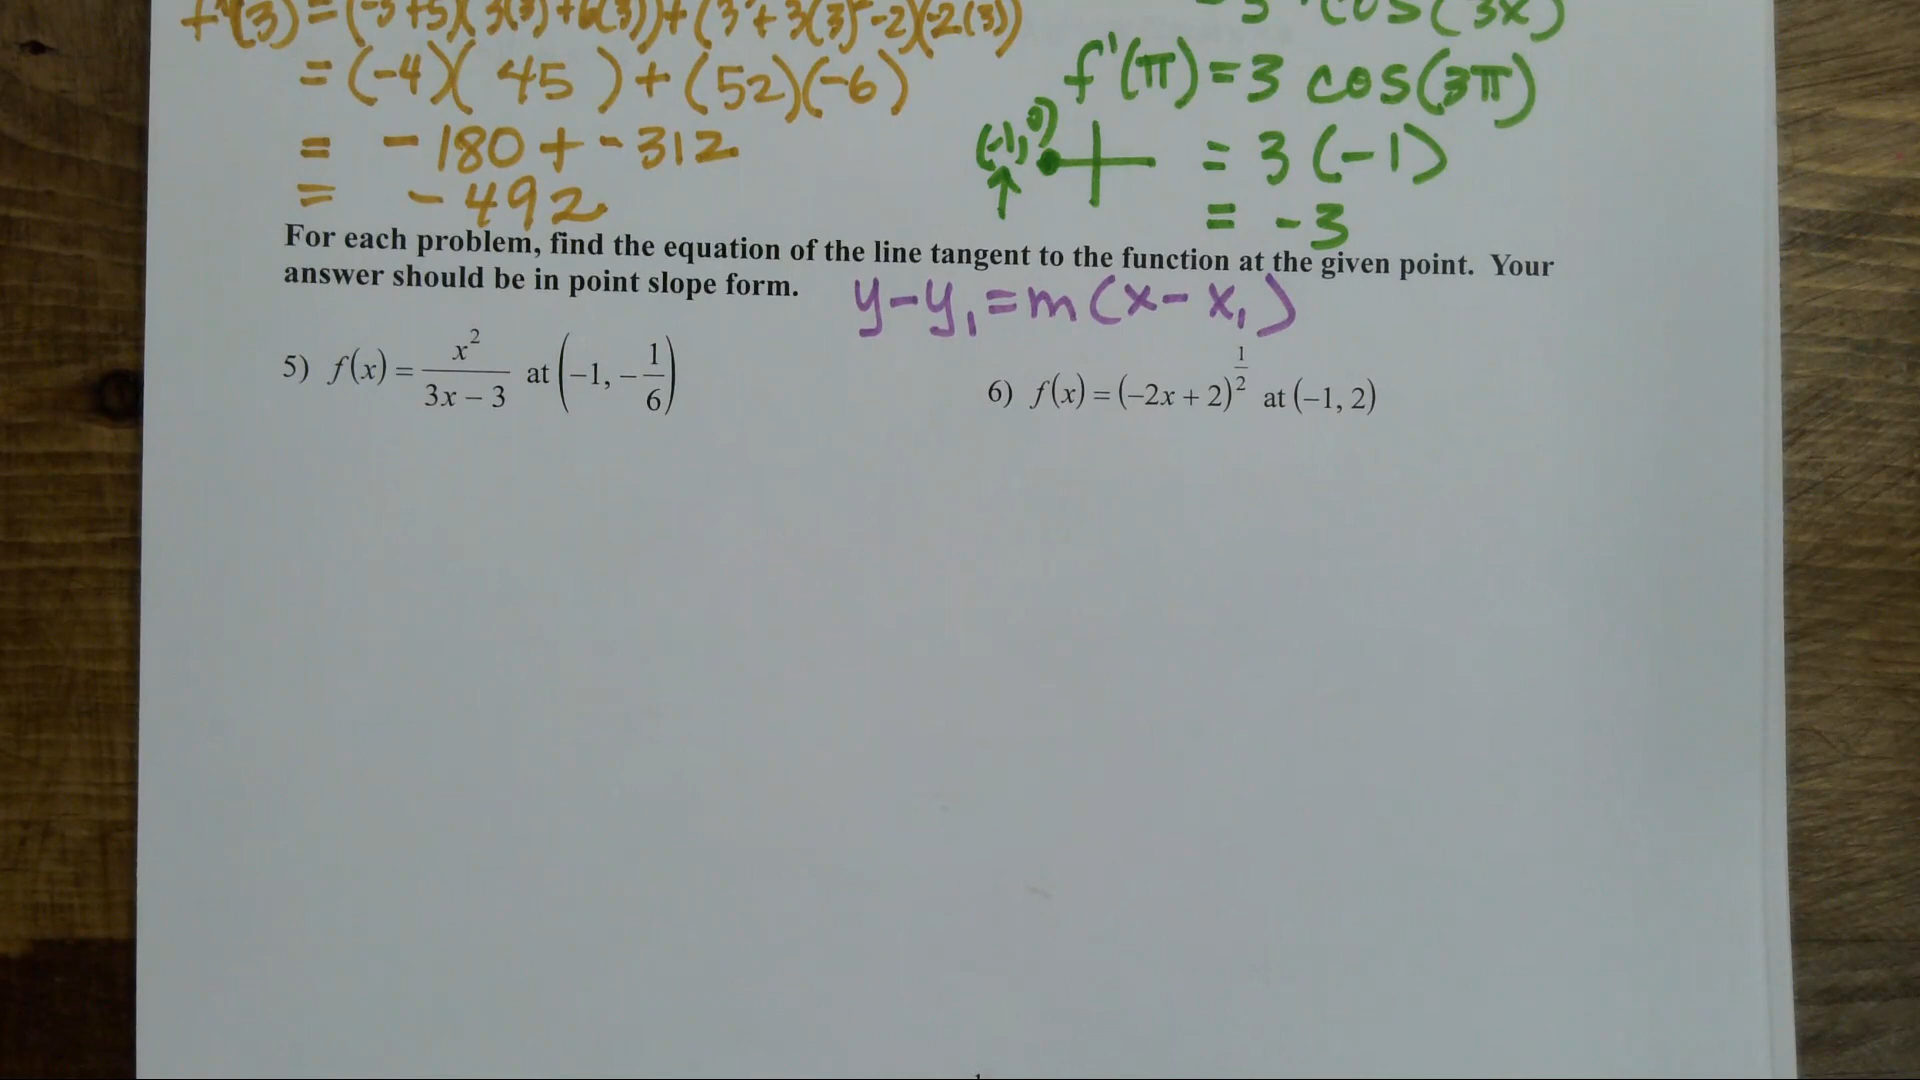 = (-4)( 45 ) + (52)(-6)
= -180 + -312
= -492
f'(π) = 3 cos(3π)
(-1, 0)
= 3(-1)
= -3
For each problem, find the equation of the line tangent to the function at the given point. Your
answer should be in point slope form.
y - y₁ = m(x - x₁)
5) f(x) = x²/(3x - 3) at (-1, -1/6)
6) f(x) = (-2x + 2)^(1/2) at (-1, 2)